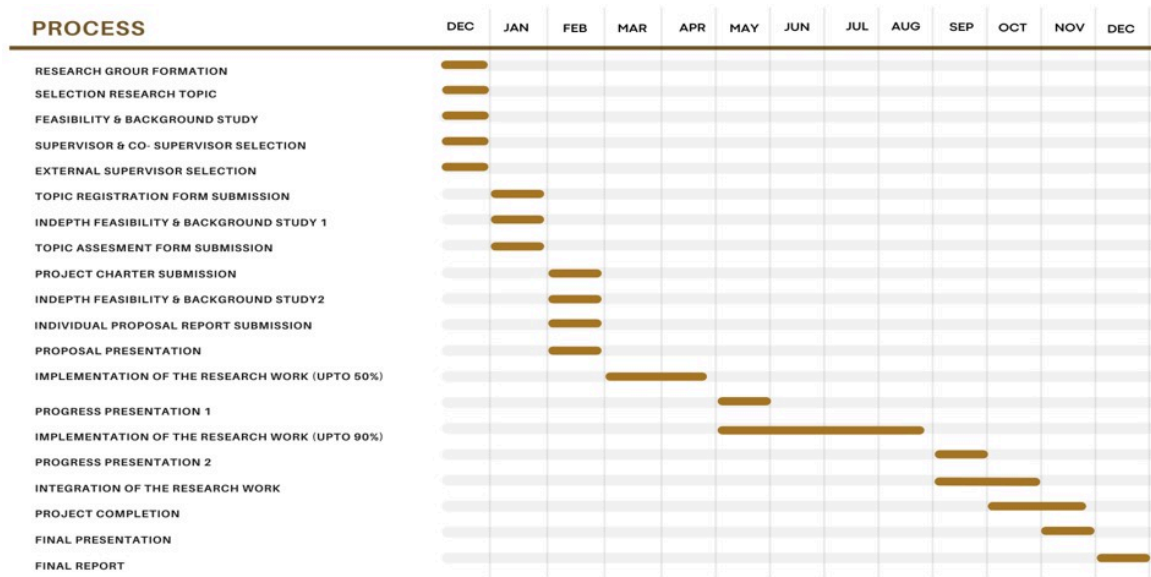 PROCESS DEC JAN FEB MAR APR MAY JUN JUL AUG SEP OCT NOV DEC
RESEARCH GROUR FORMATION
SELECTION RESEARCH TOPIC
FEASIBILITY & BACKGROUND STUDY
SUPERVISOR & CO- SUPERVISOR SELECTION
EXTERNAL SUPERVISOR SELECTION
TOPIC REGISTRATION FORM SUBMISSION
INDEPTH FEASIBILITY & BACKGROUND STUDY 1
TOPIC ASSESMENT FORM SUBMISSION
PROJECT CHARTER SUBMISSION
INDEPTH FEASIBILITY & BACKGROUND STUDY2
INDIVIDUAL PROPOSAL REPORT SUBMISSION
PROPOSAL PRESENTATION
IMPLEMENTATION OF THE RESEARCH WORK (UPTO 50%)
PROGRESS PRESENTATION 1
IMPLEMENTATION OF THE RESEARCH WORK (UPTO 90%)
PROGRESS PRESENTATION 2
INTEGRATION OF THE RESEARCH WORK
PROJECT COMPLETION
FINAL PRESENTATION
FINAL REPORT